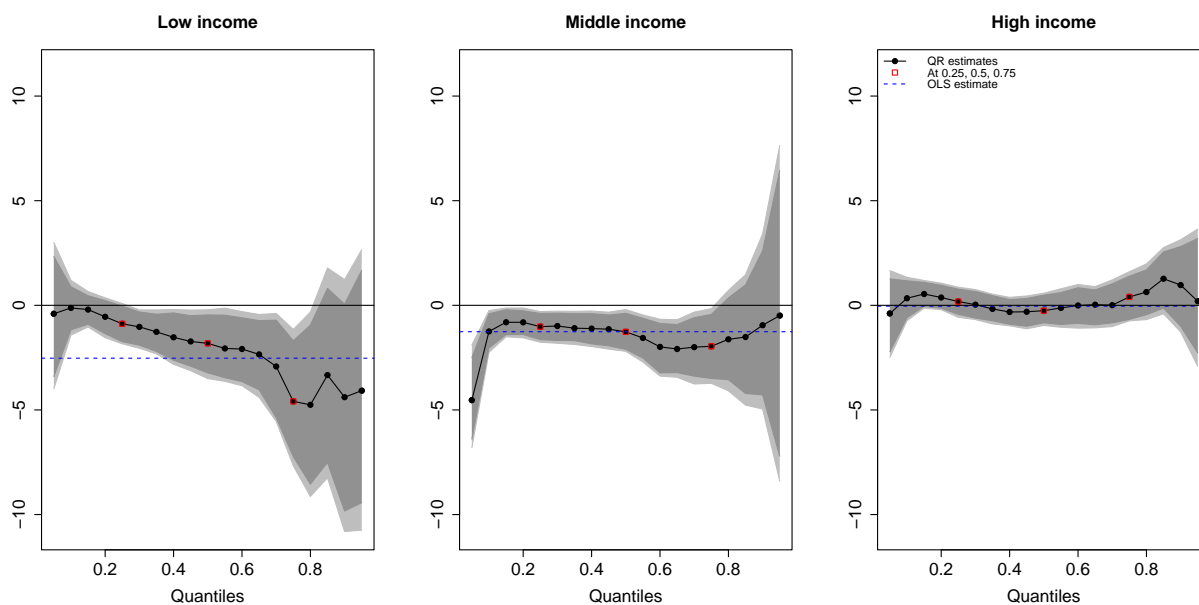 Low income
Middle income
High income
10
5
0
−5
−10
0.2 0.4 0.6 0.8
Quantiles
10
5
0
−5
−10
0.2 0.4 0.6 0.8
Quantiles
QR estimates
At 0.25, 0.5, 0.75
OLS estimate
10
5
0
−5
−10
0.2 0.4 0.6 0.8
Quantiles